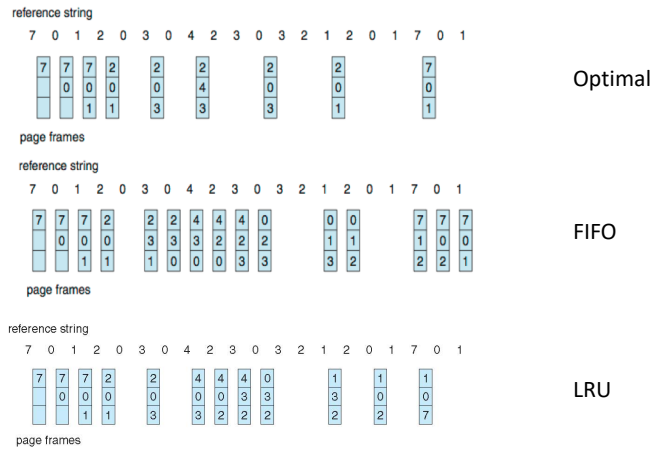 reference string
7 0 1 2 0 3 0 4 2 3 0 3 2 1 2 0 1 7 0 1
7 7 7 2 2 2 2 2 7
0 0 0 0 4 0 0 0
1 1 3 3 3 1 1
Optimal
page frames
reference string
7 0 1 2 0 3 0 4 2 3 0 3 2 1 2 0 1 7 0 1
7 7 7 2 2 2 4 4 4 0 0 0 7 7 7
0 0 0 3 3 3 2 2 2 1 1 1 0 0
1 1 1 0 0 0 3 3 3 2 2 2 1
FIFO
page frames
reference string
7 0 1 2 0 3 0 4 2 3 0 3 2 1 2 0 1 7 0 1
7 7 7 2 2 4 4 4 0 1 1 1
0 0 0 0 0 0 3 3 3 0 0
1 1 3 3 2 2 2 2 2 7
LRU
page frames